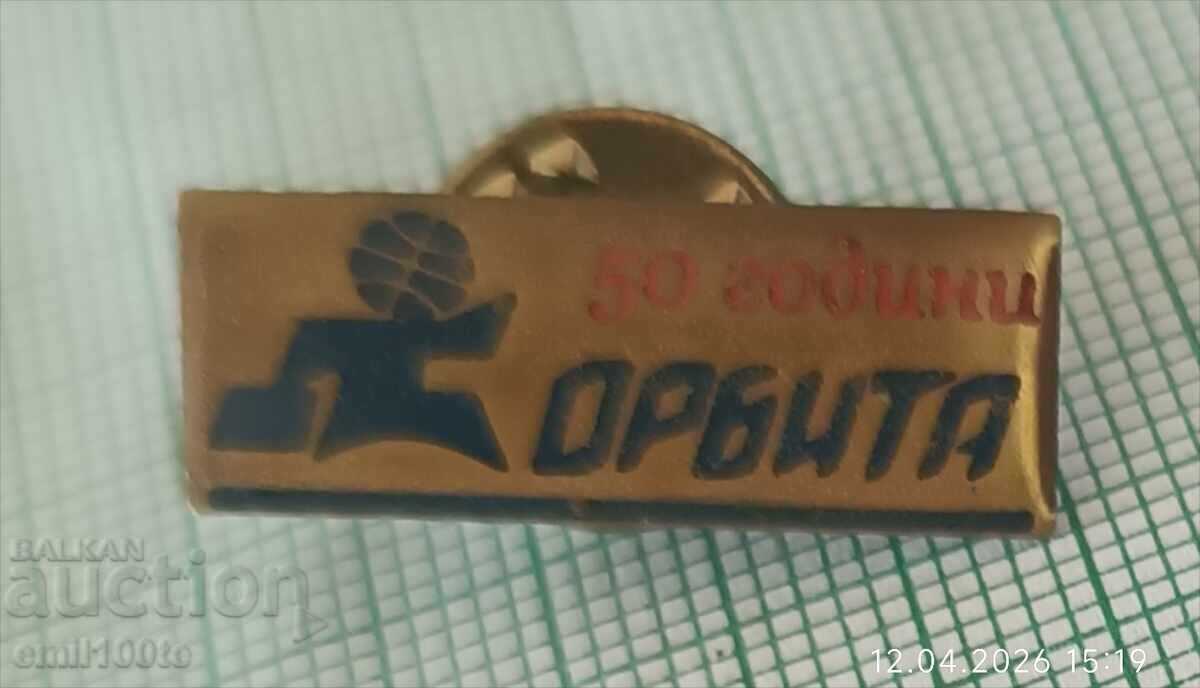 50 години
ОРБИТА
BALKAN
auction
emil100te
12.04.2026 15:19